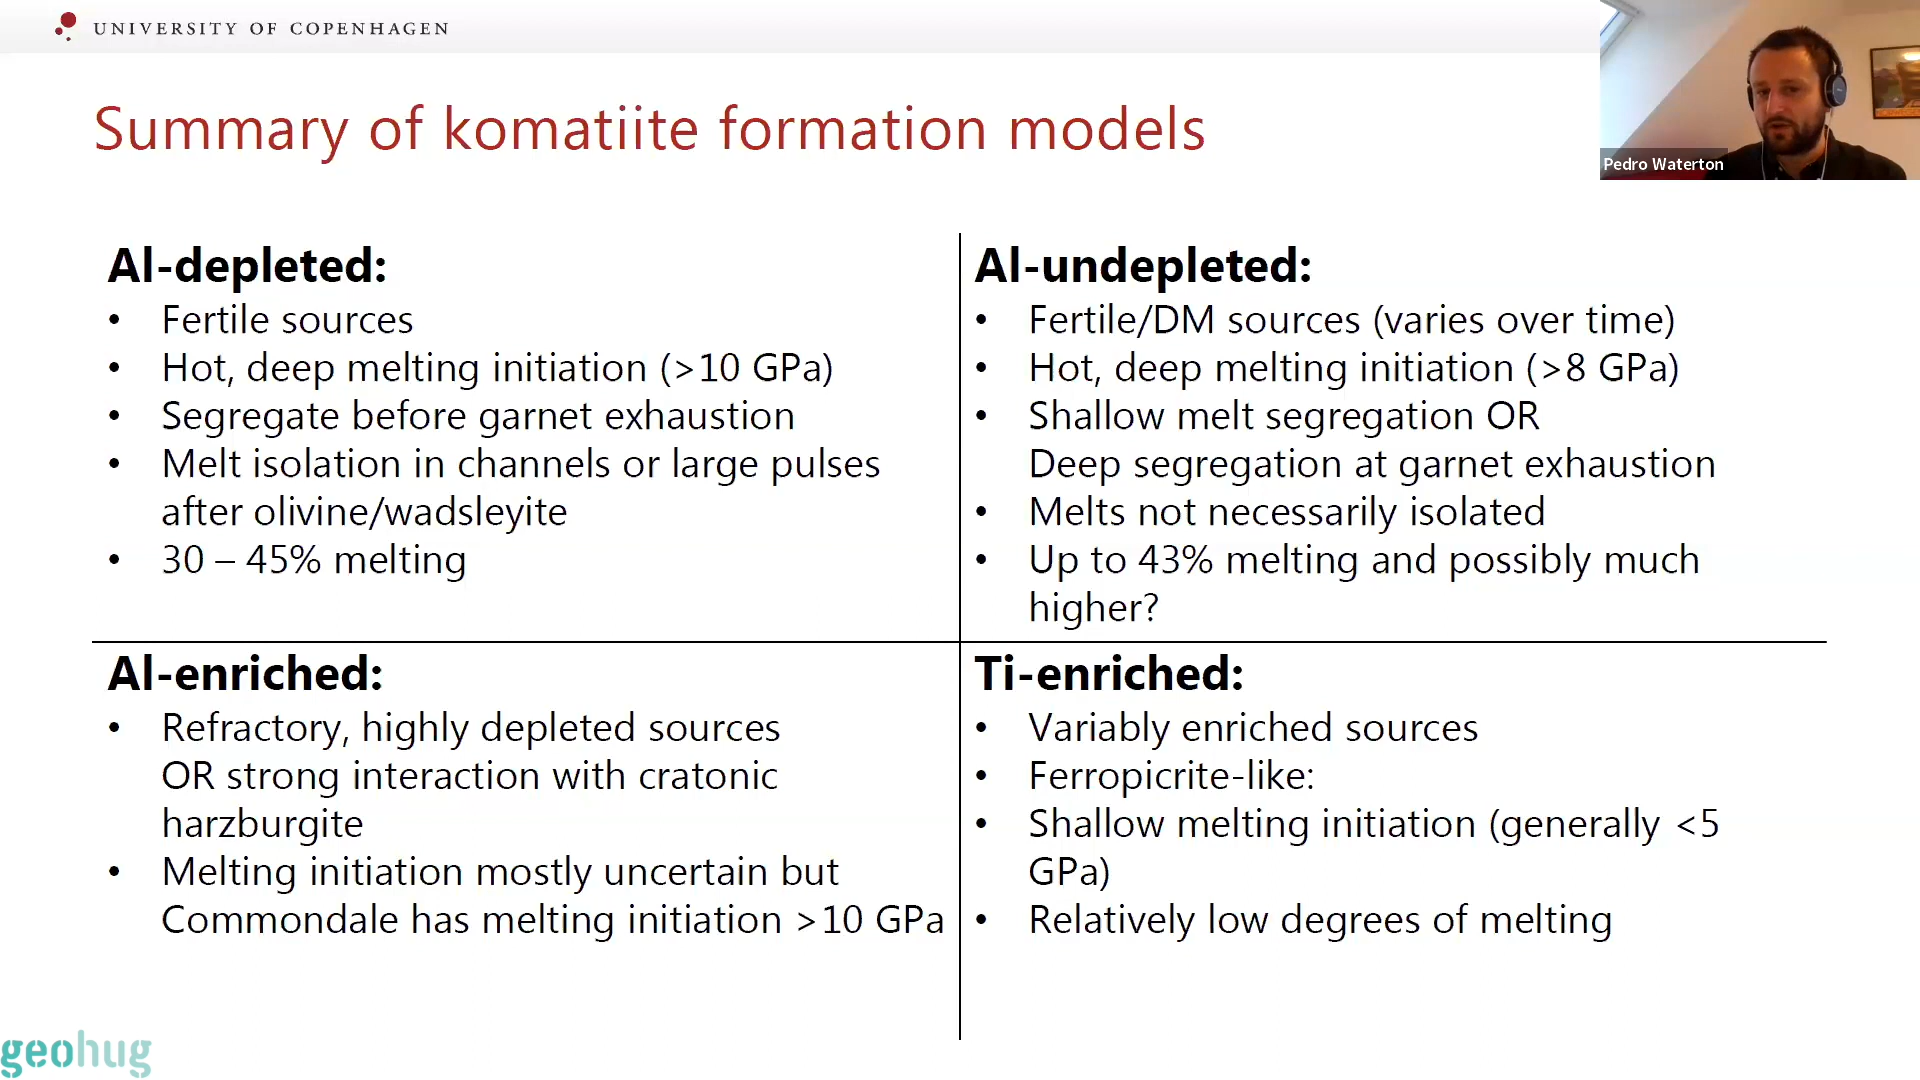 UNIVERSITY OF COPENHAGEN
Pedro Waterton
Summary of komatiite formation models
Al-depleted:
• Fertile sources
• Hot, deep melting initiation (>10 GPa)
• Segregate before garnet exhaustion
• Melt isolation in channels or large pulses
after olivine/wadsleyite
• 30 – 45% melting
Al-undepleted:
• Fertile/DM sources (varies over time)
• Hot, deep melting initiation (>8 GPa)
• Shallow melt segregation OR
Deep segregation at garnet exhaustion
• Melts not necessarily isolated
• Up to 43% melting and possibly much
higher?
Al-enriched:
• Refractory, highly depleted sources
OR strong interaction with cratonic
harzburgite
• Melting initiation mostly uncertain but
Commondale has melting initiation >10 GPa
Ti-enriched:
• Variably enriched sources
• Ferropicrite-like:
• Shallow melting initiation (generally <5
GPa)
• Relatively low degrees of melting
geohug